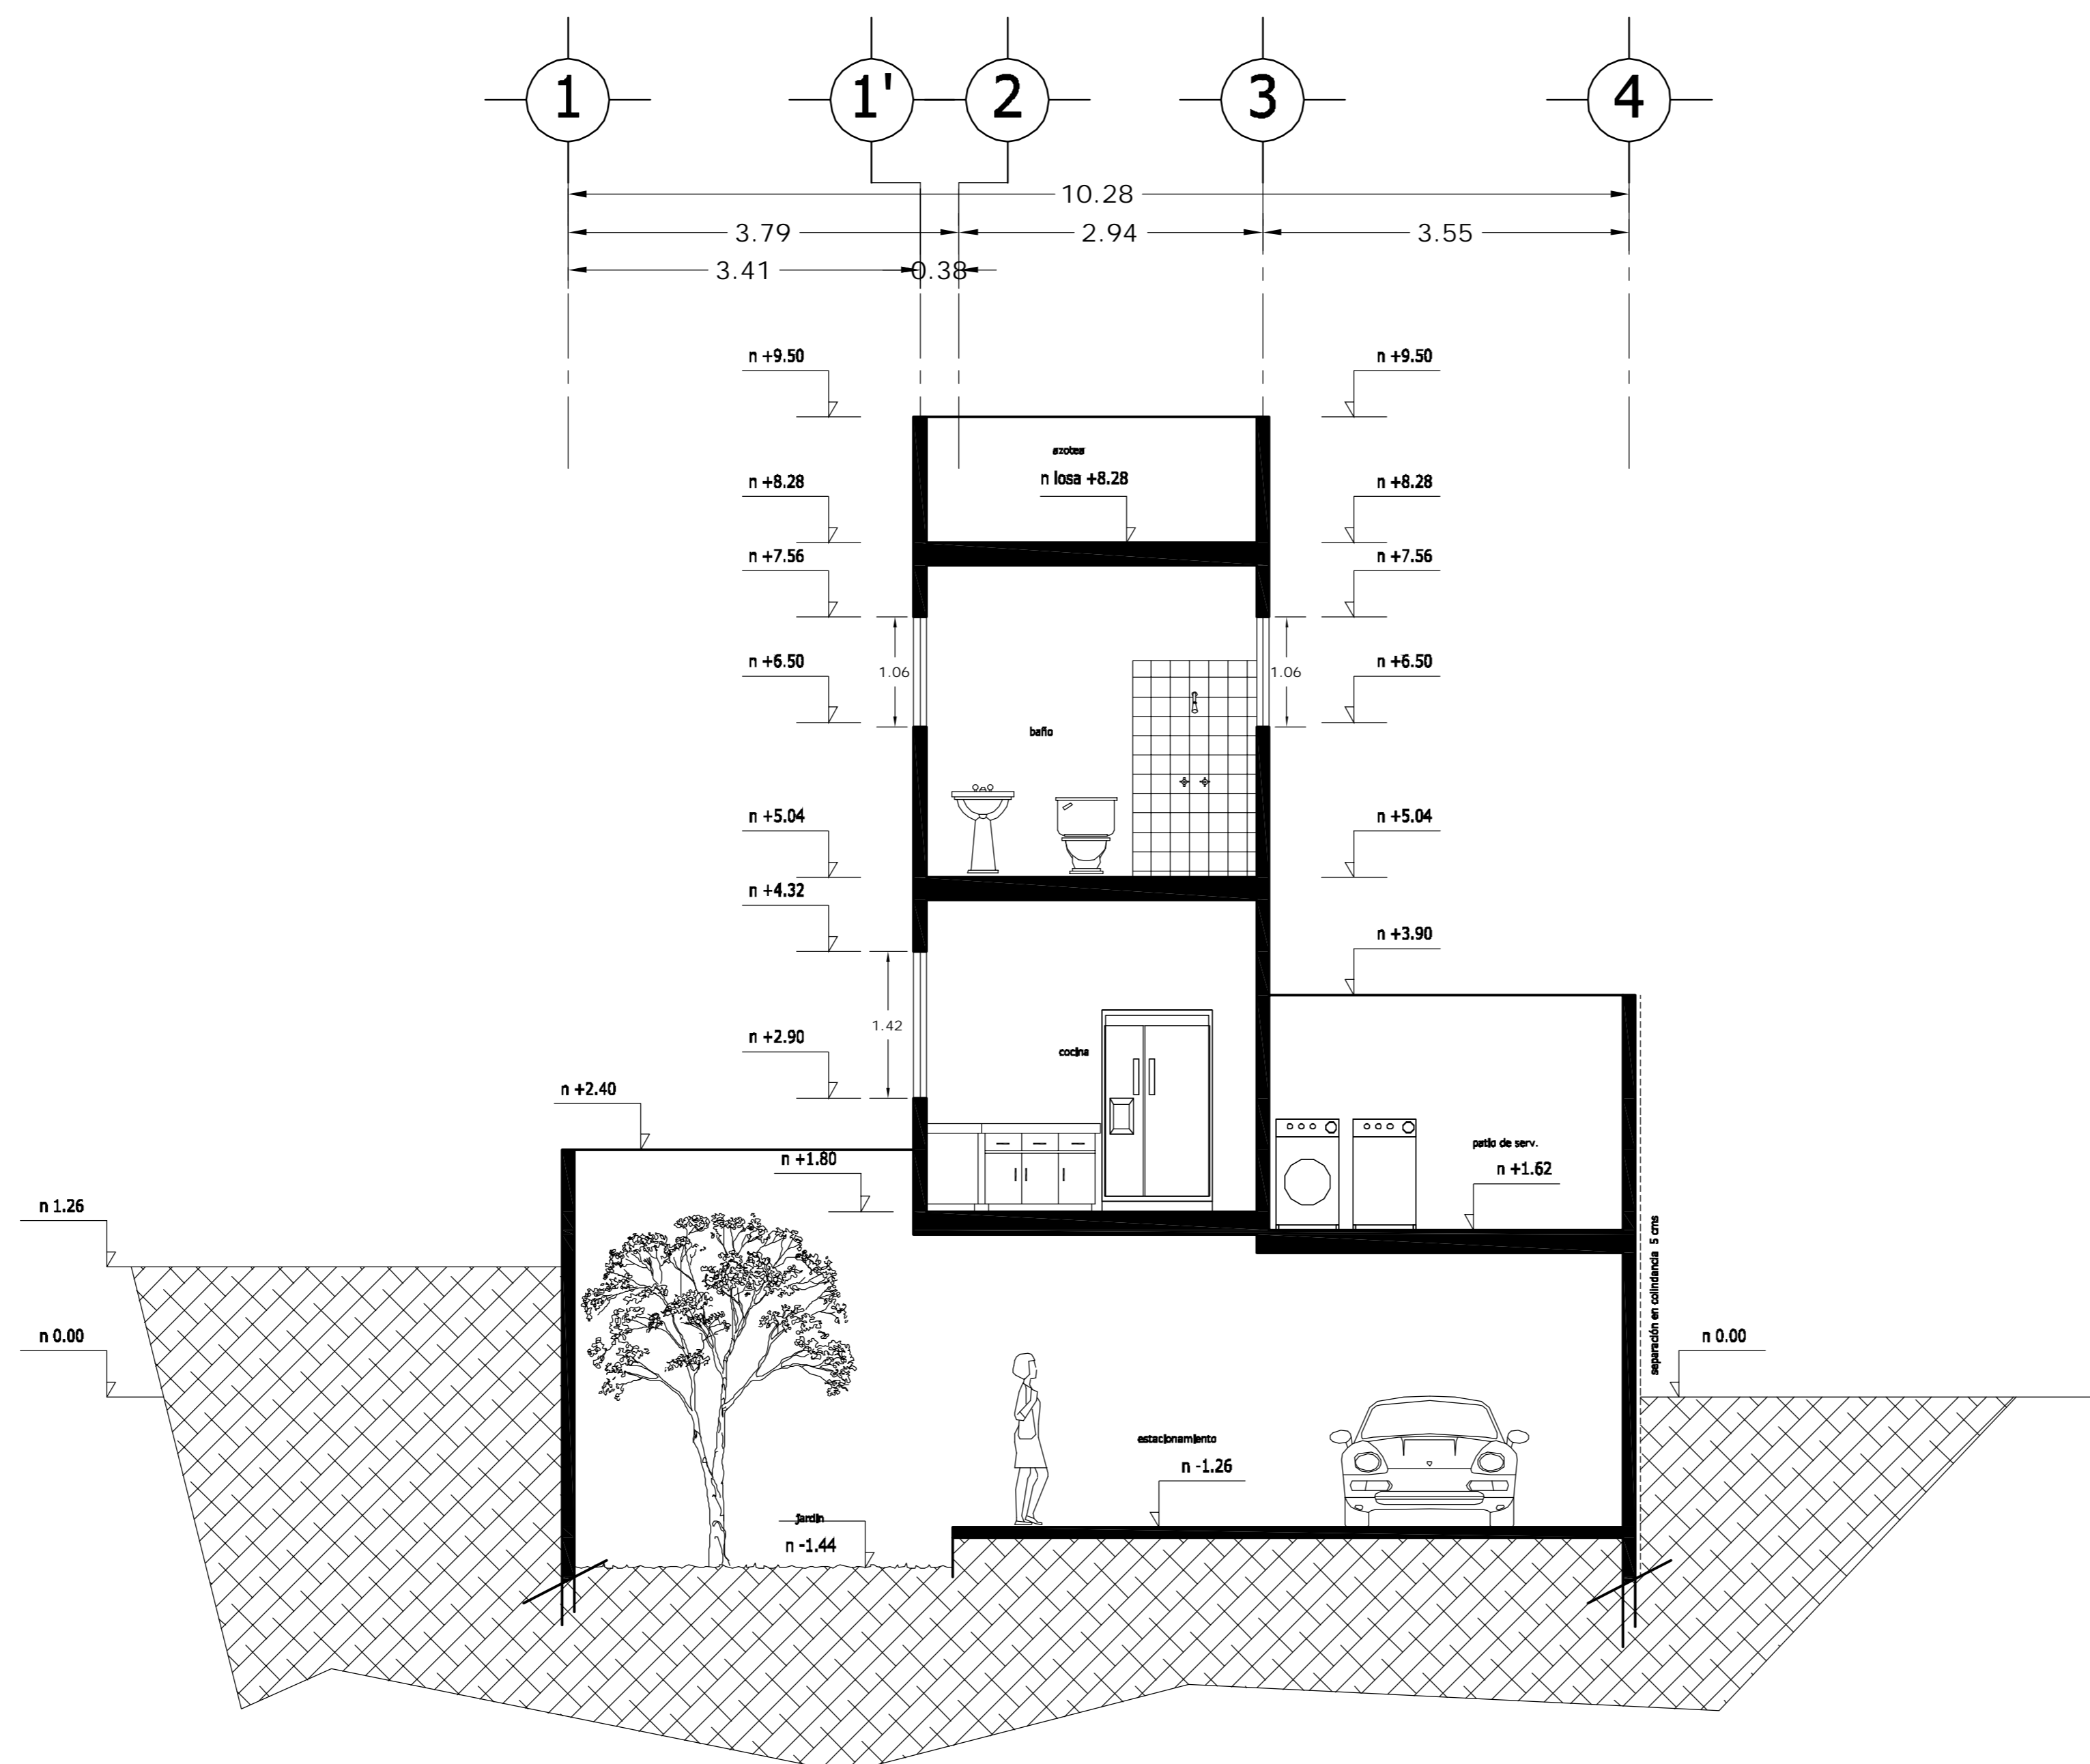 1 1' 2 3 4
10.28
3.79 2.94 3.55
3.41 0.38
n +9.50 n +9.50
azotea
n losa +8.28
n +8.28 n +8.28
n +7.56 n +7.56
n +6.50 n +6.50
1.06 1.06
baño
n +5.04 n +5.04
n +4.32
n +3.90
1.42
n +2.90
cocina
n +2.40
patio de serv.
n +1.80
n +1.62
n 1.26
separación en colindancia 5 cms
n 0.00 n 0.00
estacionamiento
n -1.26
jardin
n -1.44